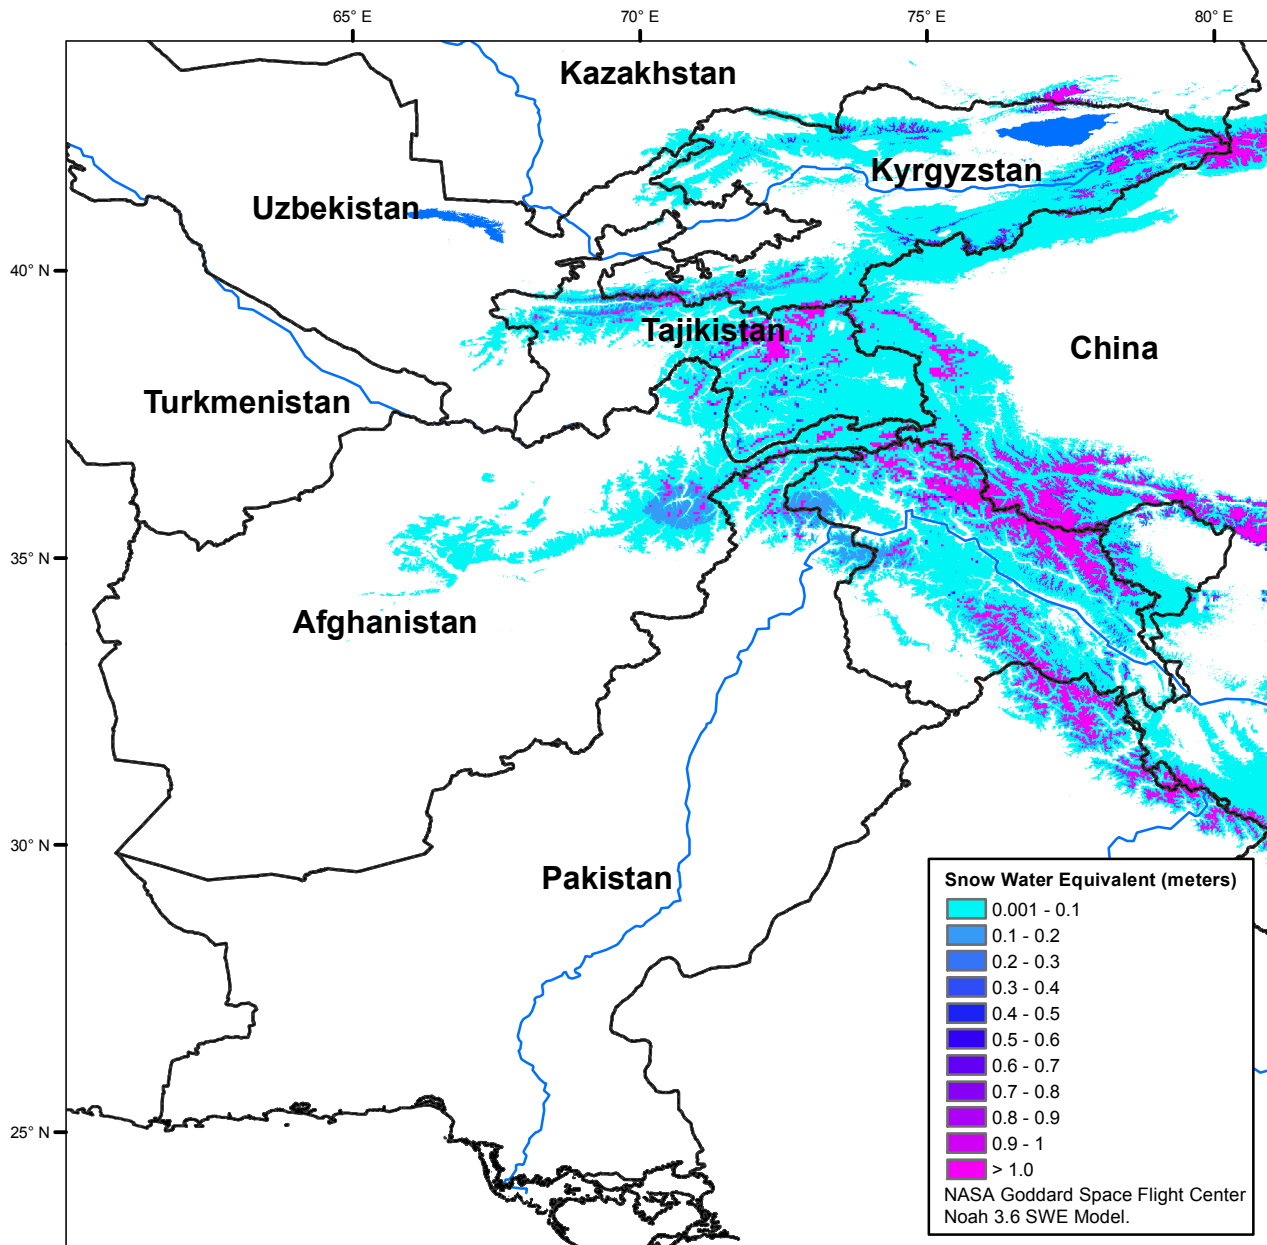 65° E
70° E
75° E
80° E
Kazakhstan
Kyrgyzstan
Uzbekistan
40° N
Tajikistan
China
Turkmenistan
35° N
Afghanistan
30° N
Pakistan
Snow Water Equivalent (meters)
0.001 - 0.1
0.1 - 0.2
0.2 - 0.3
0.3 - 0.4
0.4 - 0.5
0.5 - 0.6
0.6 - 0.7
0.7 - 0.8
0.8 - 0.9
0.9 - 1
> 1.0
NASA Goddard Space Flight Center
Noah 3.6 SWE Model.
25° N